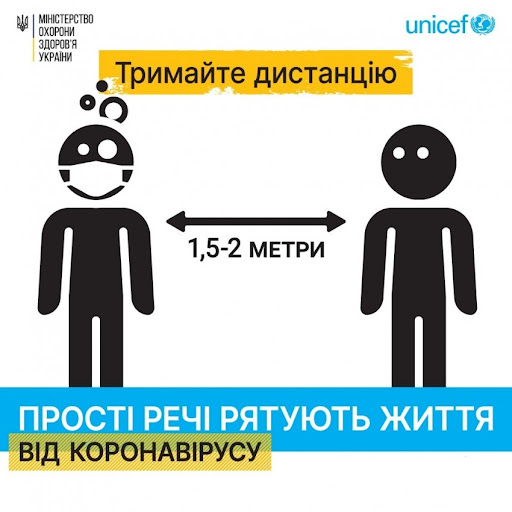 МІНІСТЕРСТВО
ОХОРОНИ
ЗДОРОВ'Я
УКРАЇНИ
unicef
Тримайте дистанцію
1,5-2 МЕТРИ
ПРОСТІ РЕЧІ РЯТУЮТЬ ЖИТТЯ
ВІД КОРОНАВІРУСУ